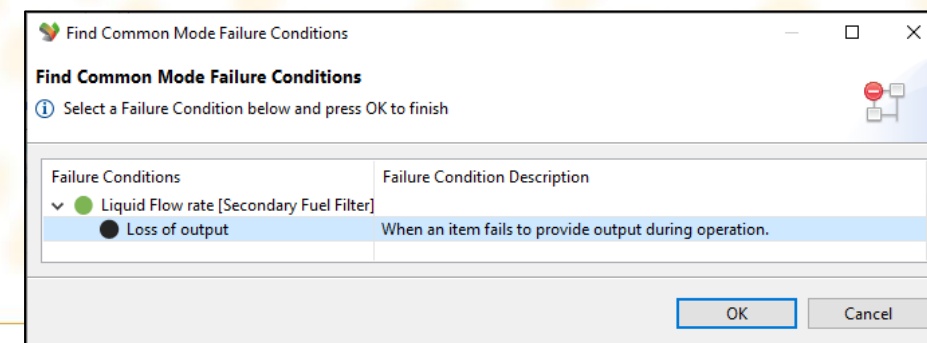 Find Common Mode Failure Conditions
Find Common Mode Failure Conditions
Select a Failure Condition below and press OK to finish
Failure Conditions Failure Condition Description
Liquid Flow rate [Secondary Fuel Filter]
Loss of output When an item fails to provide output during operation.
OK Cancel